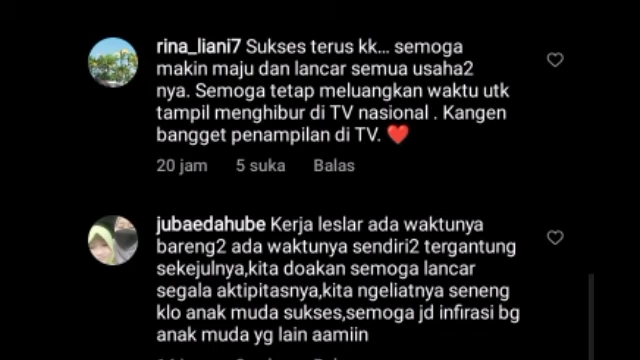 rina_liani7 Sukses terus kk... semoga
makin maju dan lancar semua usaha2
nya. Semoga tetap meluangkan waktu utk
tampil menghibur di TV nasional . Kangen
bangget penampilan di TV. ❤️
20 jam 5 suka Balas
jubaedahube Kerja leslar ada waktunya
bareng2 ada waktunya sendiri2 tergantung
sekejulnya,kita doakan semoga lancar
segala aktipitasnya,kita ngeliatnya seneng
klo anak muda sukses,semoga jd infirasi bg
anak muda yg lain aamiin